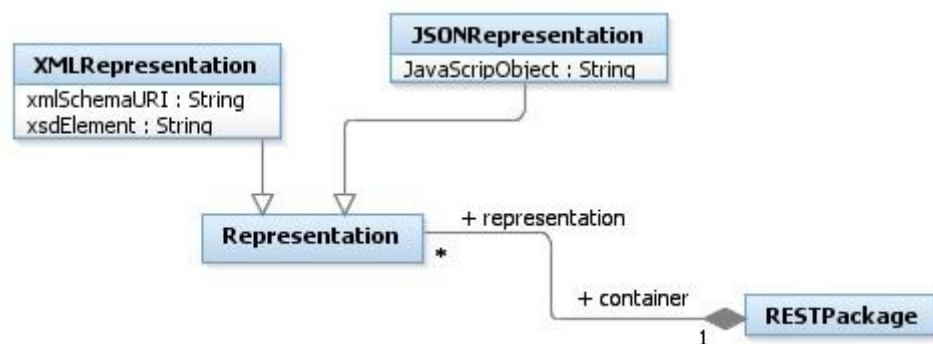 JSONRepresentation
JavaScripObject : String
XMLRepresentation
xmlSchemaURI : String
xsdElement : String
Representation
+ representation
*
+ container
1
RESTPackage